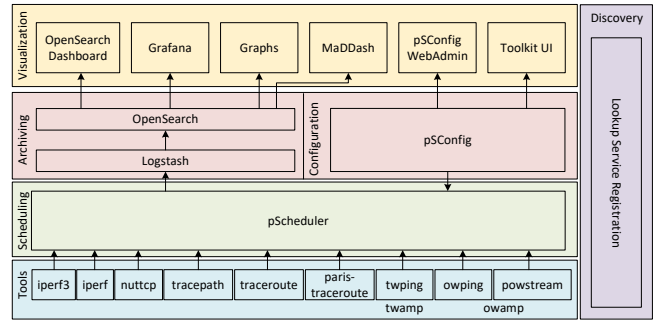 Visualization
OpenSearch
Dashboard
Grafana
Graphs
MaDDash
pSConfig
WebAdmin
Toolkit UI
Discovery
Lookup Service Registration
Archiving
OpenSearch
Logstash
Configuration
pSConfig
Scheduling
pScheduler
Tools
iperf3
iperf
nuttcp
tracepath
traceroute
paris-
traceroute
twping
owping
powstream
twamp
owamp